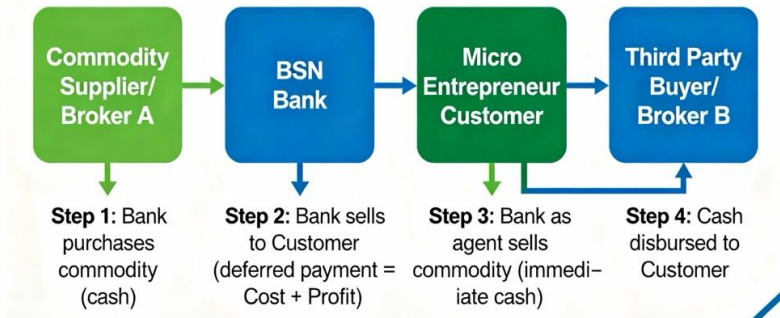 Commodity
Supplier/
Broker A
BSN
Bank
Micro
Entrepreneur
Customer
Third Party
Buyer/
Broker B
Step 1: Bank
purchases
commodity
(cash)
Step 2: Bank sells
to Customer
(deferred payment =
Cost + Profit)
Step 3: Bank as
agent sells
commodity (immedi–
iate cash)
Step 4: Cash
disbursed to
Customer